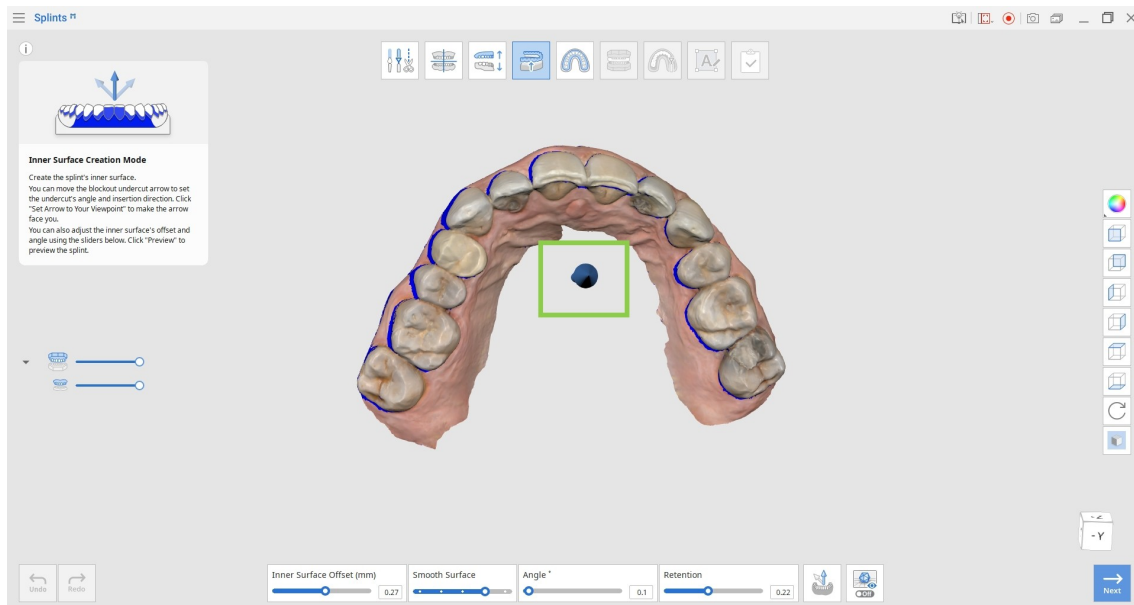 Splints M
Inner Surface Creation Mode
Create the splint's inner surface.
You can move the blockout undercut arrow to set
the undercut's angle and insertion direction. Click
"Set Arrow to Your Viewpoint" to make the arrow
face you.
You can also adjust the inner surface's offset and
angle using the sliders below. Click "Preview" to
preview the splint.
- Z
- Y
Undo
Redo
Inner Surface Offset (mm)
0.27
Smooth Surface
Angle °
0.1
Retention
0.22
Off
Next